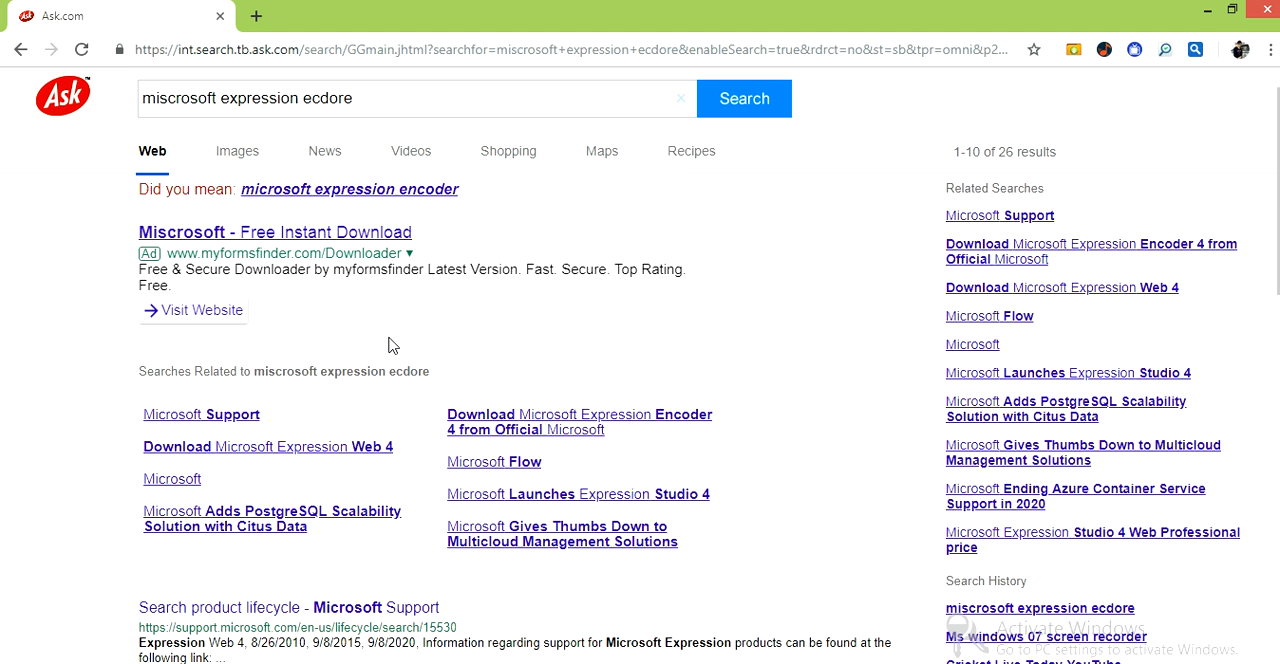 Ask.com
https://int.search.tb.ask.com/search/GGmain.jhtml?searchfor=miscrosoft+expression+ecdore&enableSearch=true&rdrct=no&st=sb&tpr=omni&p2...
Ask
miscrosoft expression ecdore
Search
Web Images News Videos Shopping Maps Recipes
1-10 of 26 results
Did you mean: microsoft expression encoder
Miscrosoft - Free Instant Download
Ad www.myformsfinder.com/Downloader ▼
Free & Secure Downloader by myformsfinder Latest Version. Fast. Secure. Top Rating.
Free.
Visit Website
Searches Related to miscrosoft expression ecdore
Microsoft Support
Download Microsoft Expression Web 4
Microsoft
Microsoft Adds PostgreSQL Scalability
Solution with Citus Data
Download Microsoft Expression Encoder
4 from Official Microsoft
Microsoft Flow
Microsoft Launches Expression Studio 4
Microsoft Gives Thumbs Down to
Multicloud Management Solutions
Search product lifecycle - Microsoft Support
https://support.microsoft.com/en-us/lifecycle/search/15530
Expression Web 4, 8/26/2010, 9/8/2015, 9/8/2020, Information regarding support for Microsoft Expression products can be found at the
following link: ...
Related Searches
Microsoft Support
Download Microsoft Expression Encoder 4 from
Official Microsoft
Download Microsoft Expression Web 4
Microsoft Flow
Microsoft
Microsoft Launches Expression Studio 4
Microsoft Adds PostgreSQL Scalability
Solution with Citus Data
Microsoft Gives Thumbs Down to Multicloud
Management Solutions
Microsoft Ending Azure Container Service
Support in 2020
Microsoft Expression Studio 4 Web Professional
price
Search History
miscrosoft expression ecdore
Ms windows 07 screen recorder
Cricket Live Today YouTube
Activate Windows
Go to PC settings to activate Windows.